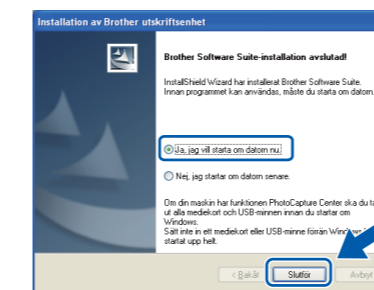 Installation av Brother utskriftsenhet
Brother Software Suite-installation avslutad!
InstallShield Wizard har installerat Brother Software Suite.
Innan programmet kan användas, måste du starta om datorn.
Ja, jag vill starta om datorn nu.
Nej, jag startar om datorn senare.
Om din maskin har funktionen PhotoCapture Center ska du
ut alla mediekort och USB-minnen innan du startar om
Windows.
Sätt inte in ett mediekort eller USB-minne förrän
startat upp helt.
< Bakåt
Slutför